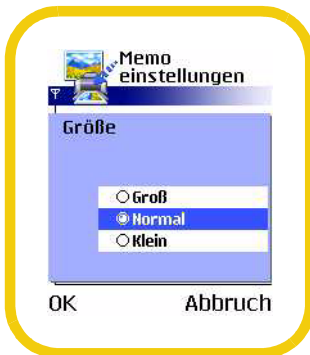 Memo
einstellungen
Größe
Groß
Normal
Klein
OK Abbruch